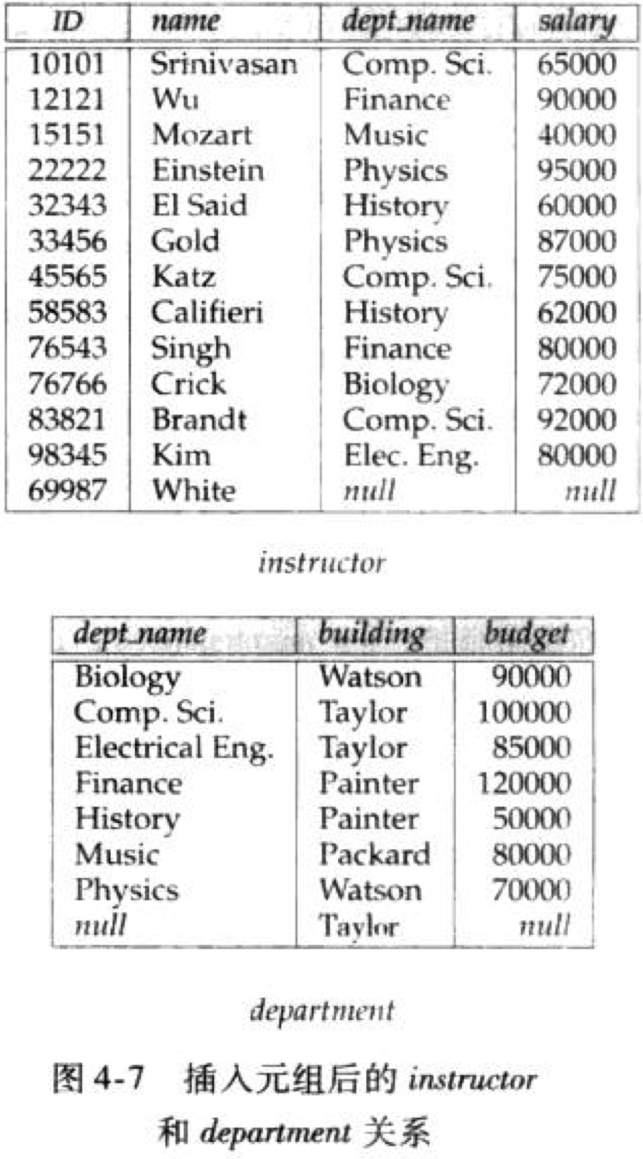 ID name dept_name salary
10101 Srinivasan Comp. Sci. 65000
12121 Wu Finance 90000
15151 Mozart Music 40000
22222 Einstein Physics 95000
32343 El Said History 60000
33456 Gold Physics 87000
45565 Katz Comp. Sci. 75000
58583 Califieri History 62000
76543 Singh Finance 80000
76766 Crick Biology 72000
83821 Brandt Comp. Sci. 92000
98345 Kim Elec. Eng. 80000
69987 White null null
instructor
dept_name building budget
Biology Watson 90000
Comp. Sci. Taylor 100000
Electrical Eng. Taylor 85000
Finance Painter 120000
History Painter 50000
Music Packard 80000
Physics Watson 70000
null Taylor null
department
图 4-7 插入元组后的 instructor
和 department 关系